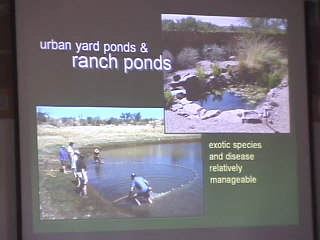 urban yard ponds &
ranch ponds
exotic species
and disease
relatively
manageable